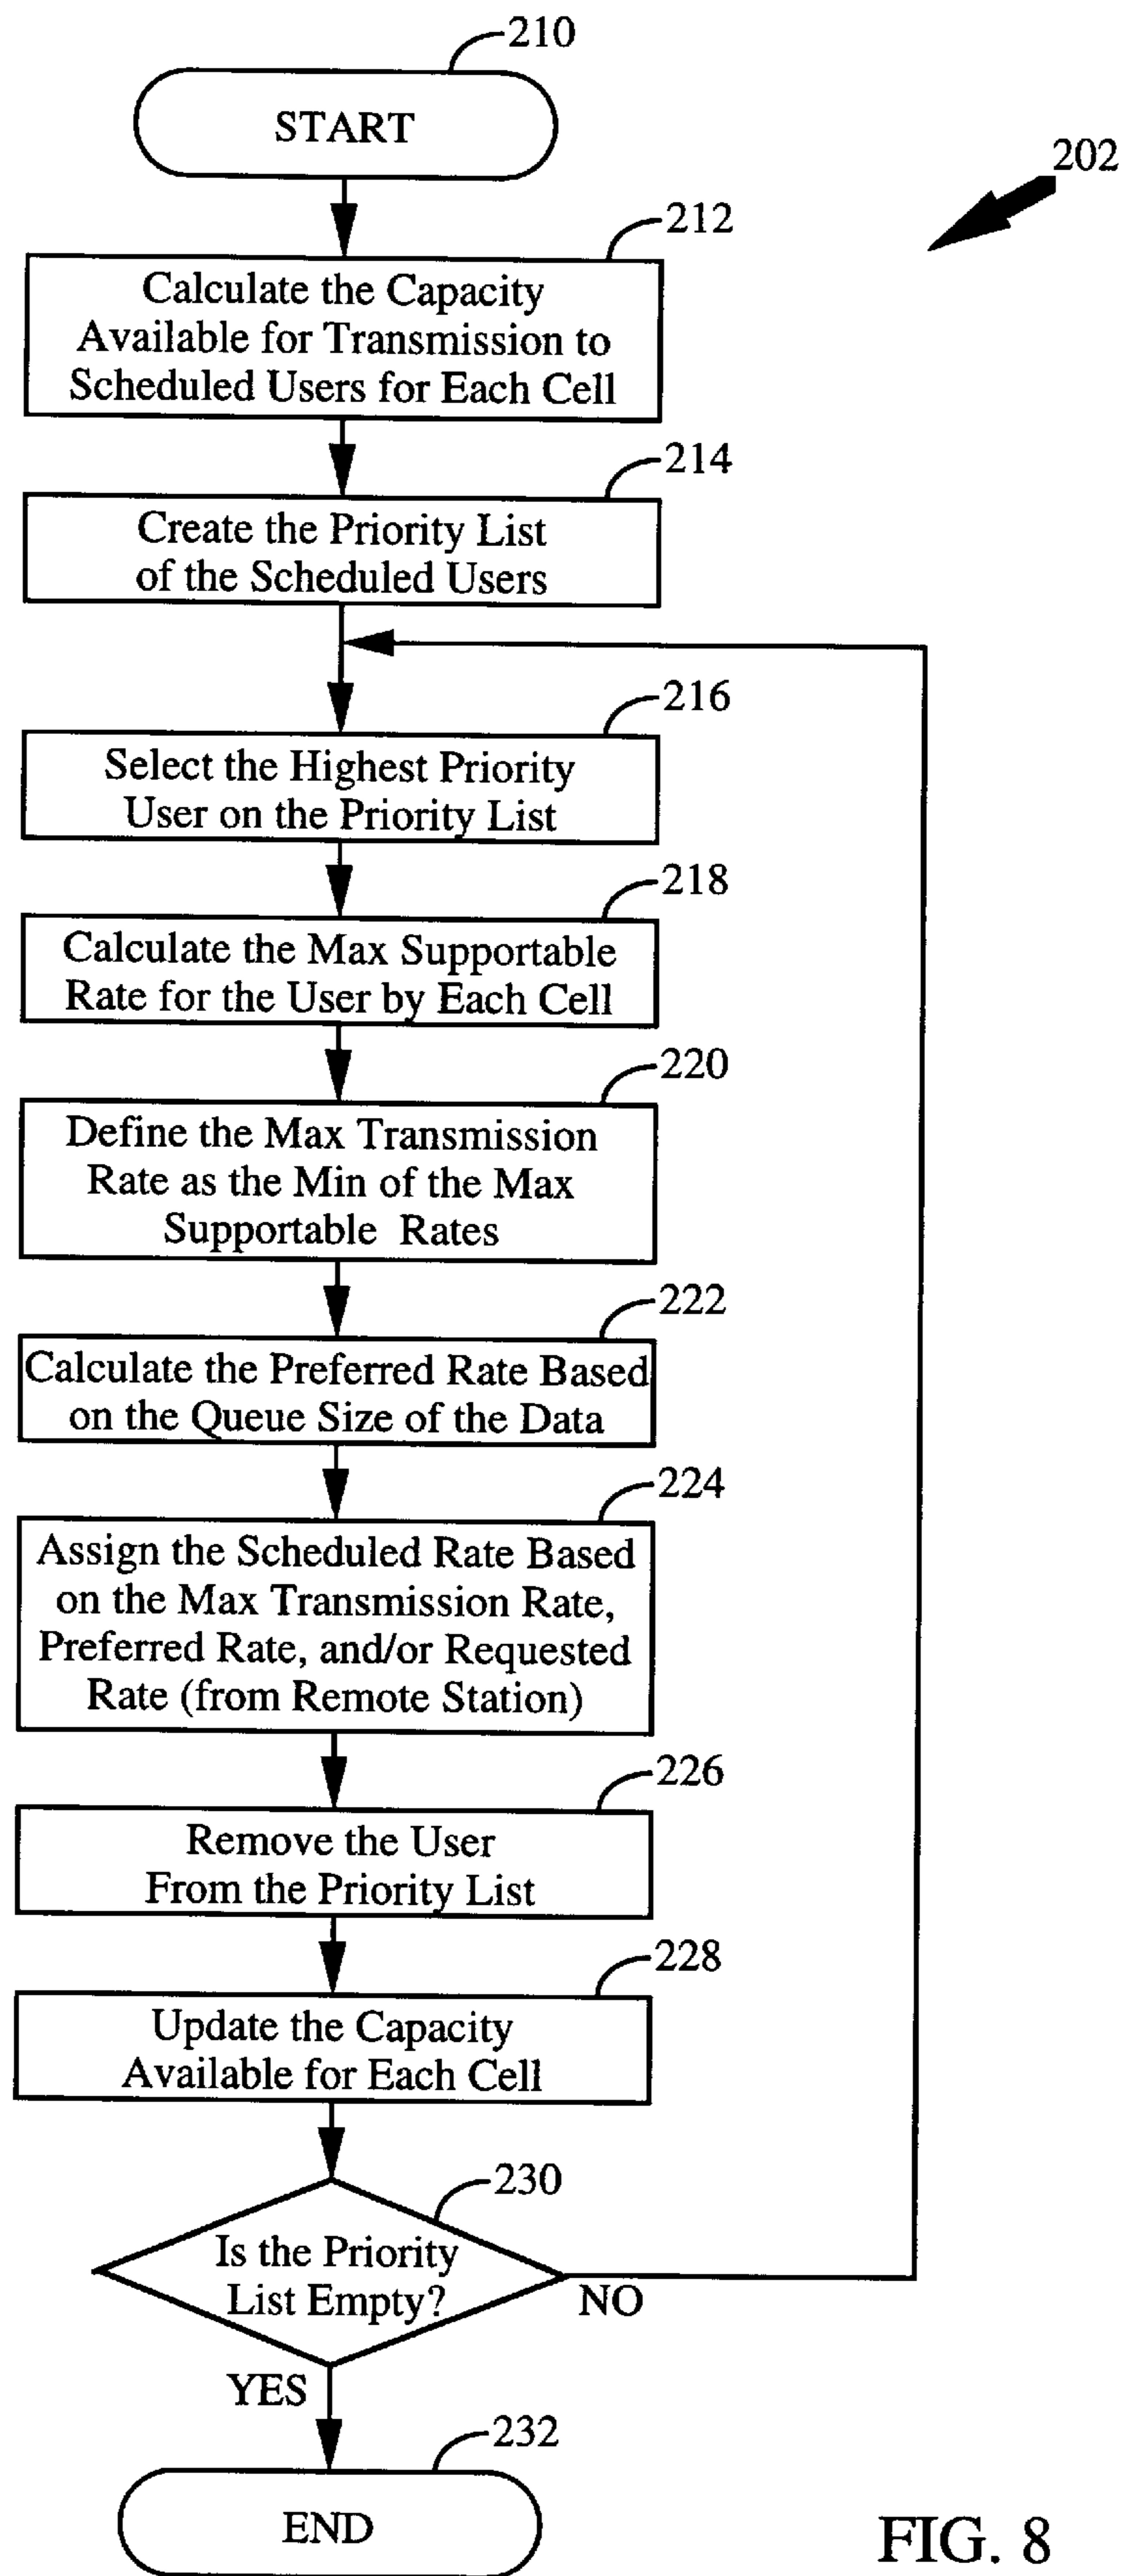 210
START
202
212
Calculate the Capacity
Available for Transmission to
Scheduled Users for Each Cell
214
Create the Priority List
of the Scheduled Users
216
Select the Highest Priority
User on the Priority List
218
Calculate the Max Supportable
Rate for the User by Each Cell
220
Define the Max Transmission
Rate as the Min of the Max
Supportable Rates
222
Calculate the Preferred Rate Based
on the Queue Size of the Data
224
Assign the Scheduled Rate Based
on the Max Transmission Rate,
Preferred Rate, and/or Requested
Rate (from Remote Station)
226
Remove the User
From the Priority List
228
Update the Capacity
Available for Each Cell
230
Is the Priority
List Empty?
NO
YES
232
END
FIG. 8